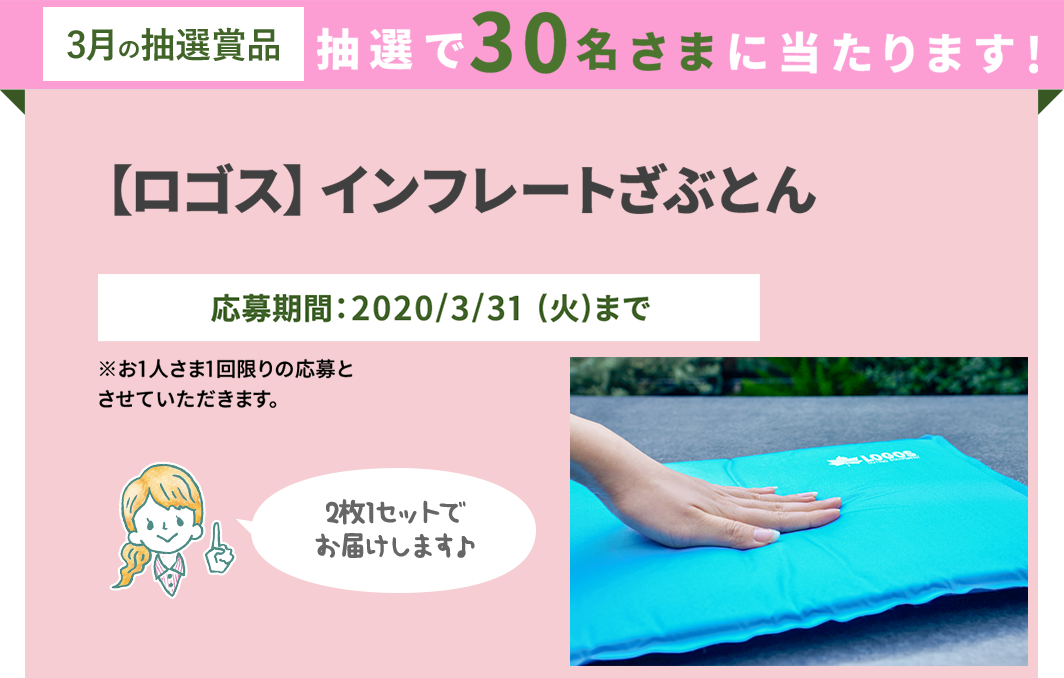 3月の抽選賞品
抽選で30名さまに当たります!
【ロゴス】インフレートざぶとん
応募期間：2020/3/31 (火)まで
※お1人さま1回限りの応募と
させていただきます。
2枚1セットで
お届けします♪
LOGOS